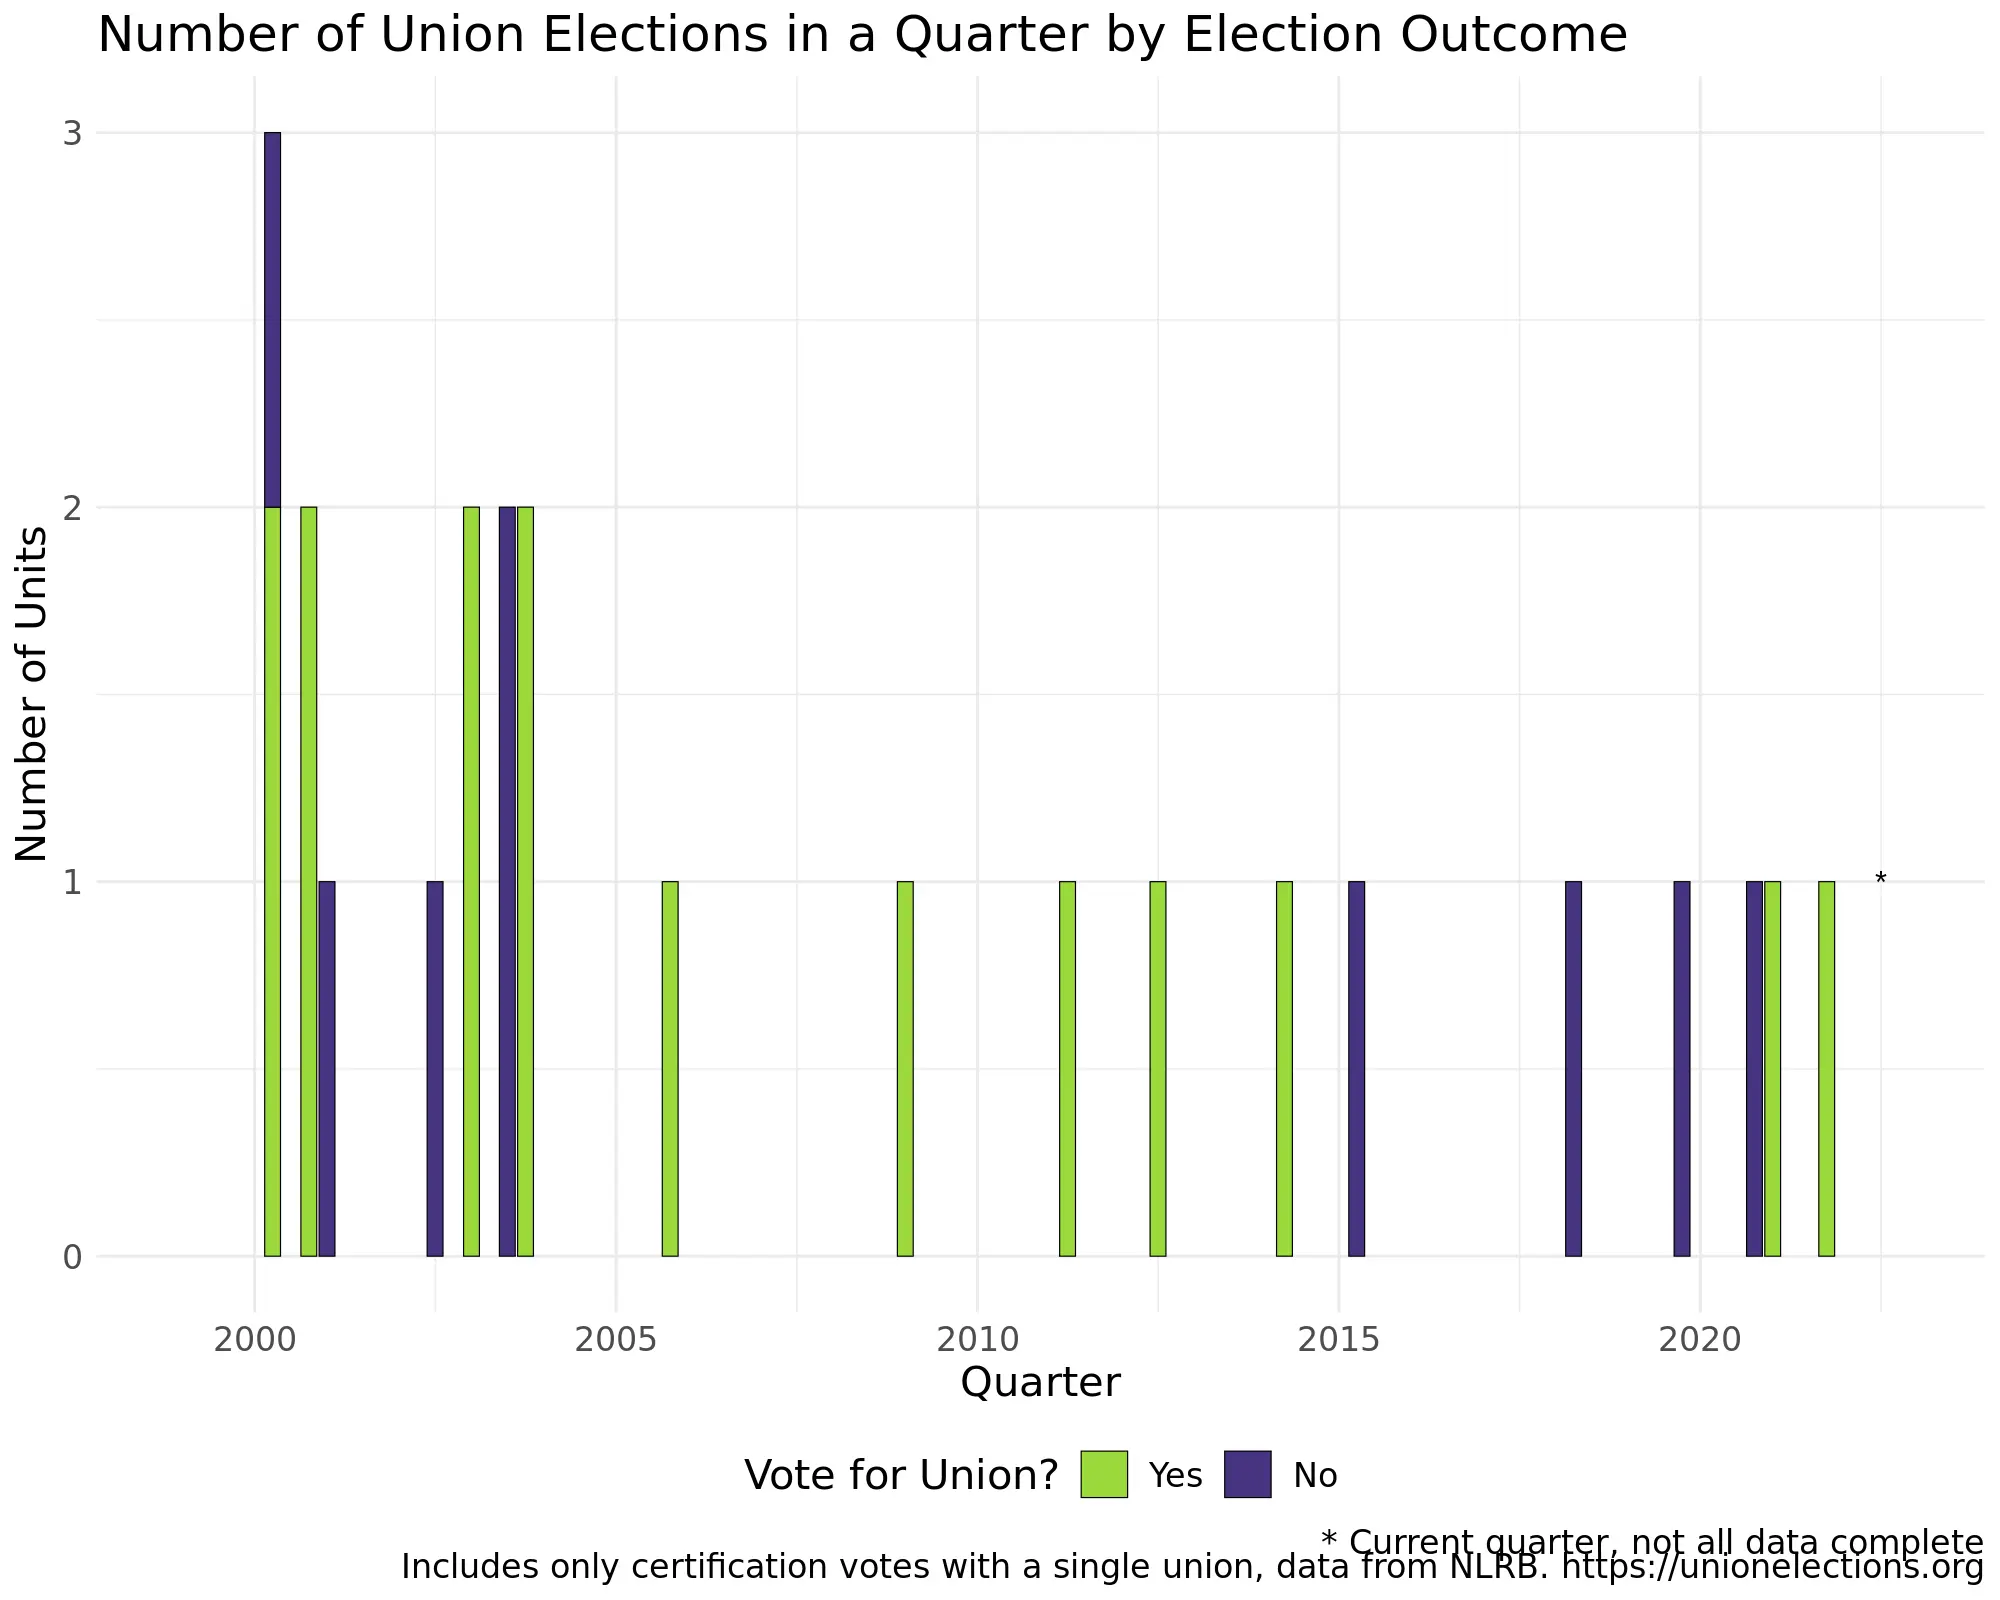 Number of Union Elections in a Quarter by Election Outcome
3
2
1
0
Number of Units
*
2000 2005 2010 2015 2020
Quarter
Vote for Union? Yes No
* Current quarter, not all data complete
Includes only certification votes with a single union, data from NLRB. https://unionelections.org